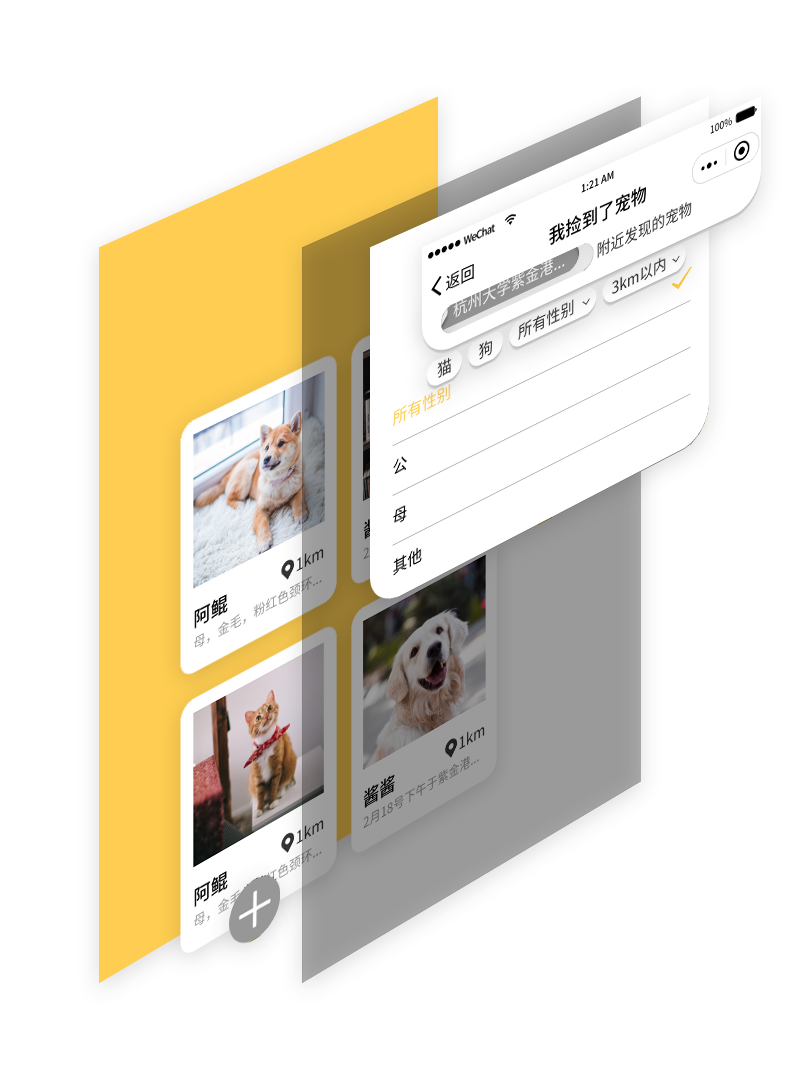 WeChat 1:21 AM 100%
返回 我捡到了宠物
杭州大学紫金港... 附近发现的宠物
猫 狗 所有性别 3km以内
所有性别
公
母
其他
1km
阿鲲
母，金毛，粉红色颈环...
酱
2
1km
阿鲲
母，金毛
红色颈环...
1km
酱酱
2月18号下午于紫金港...